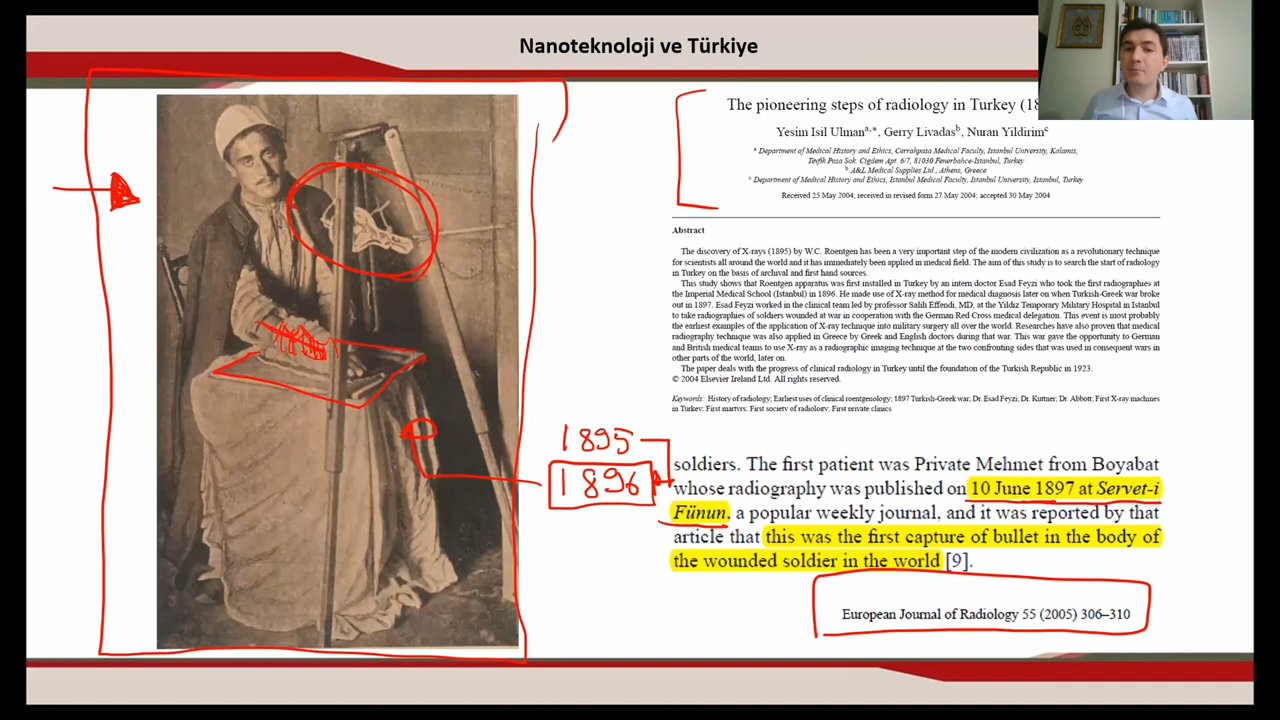 Nanoteknoloji ve Türkiye
The pioneering steps of radiology in Turkey (18
Yesim Isil Ulmanᵃ,*, Gerry Livadasᵇ, Nuran Yildirimᶜ
ᵃ Department of Medical History and Ethics, Cerrahpasa Medical Faculty, Istanbul University, Kalamis,
Tevfik Pasa Sok. Cigdem Apt. 6/7, 81030 Fenerbahce-Istanbul, Turkey
ᵇ A&L Medical Supplies Ltd., Athens, Greece
ᶜ Department of Medical History and Ethics, Istanbul Medical Faculty, Istanbul University, Istanbul, Turkey
Received 25 May 2004; received in revised form 27 May 2004; accepted 30 May 2004
Abstract
The discovery of X-rays (1895) by W.C. Roentgen has been a very important step of the modern civilization as a revolutionary technique
for scientists all around the world and it has immediately been applied in medical field. The aim of this study is to search the start of radiology
in Turkey on the basis of archival and first hand sources.
This study shows that Roentgen apparatus was first installed in Turkey by an intern doctor Esad Feyzi who took the first radiographies at
the Imperial Medical School (Istanbul) in 1896. He made use of X-ray method for medical diagnosis later on when Turkish-Greek war broke
out in 1897. Esad Feyzi worked in the clinical team led by professor Salih Effendi, MD, at the Yildiz Temporary Military Hospital in Istanbul
to take radiographies of soldiers wounded at war in cooperation with the German Red Cross medical delegation. This event is most probably
the earliest examples of the application of X-ray technique into military surgery all over the world. Researches have also proven that medical
radiography technique was also applied in Greece by Greek and English doctors during that war. This war gave the opportunity to German
and British medical teams to use X-ray as a radiographic imaging technique at the two confronting sides that was used in consequent wars in
other parts of the world, later on.
The paper deals with the progress of clinical radiology in Turkey until the foundation of the Turkish Republic in 1923.
© 2004 Elsevier Ireland Ltd. All rights reserved.
Keywords: History of radiology; Earliest uses of clinical roentgenology; 1897 Turkish-Greek war; Dr. Esad Feyzi; Dr. Kuttner; Dr. Abbott; First X-ray machines
in Turkey; First martyrs; First society of radiology; First private clinics
1895
1896
soldiers. The first patient was Private Mehmet from Boyabat
whose radiography was published on 10 June 1897 at Servet-i
Fünun, a popular weekly journal, and it was reported by that
article that this was the first capture of bullet in the body of
the wounded soldier in the world [9].
European Journal of Radiology 55 (2005) 306–310